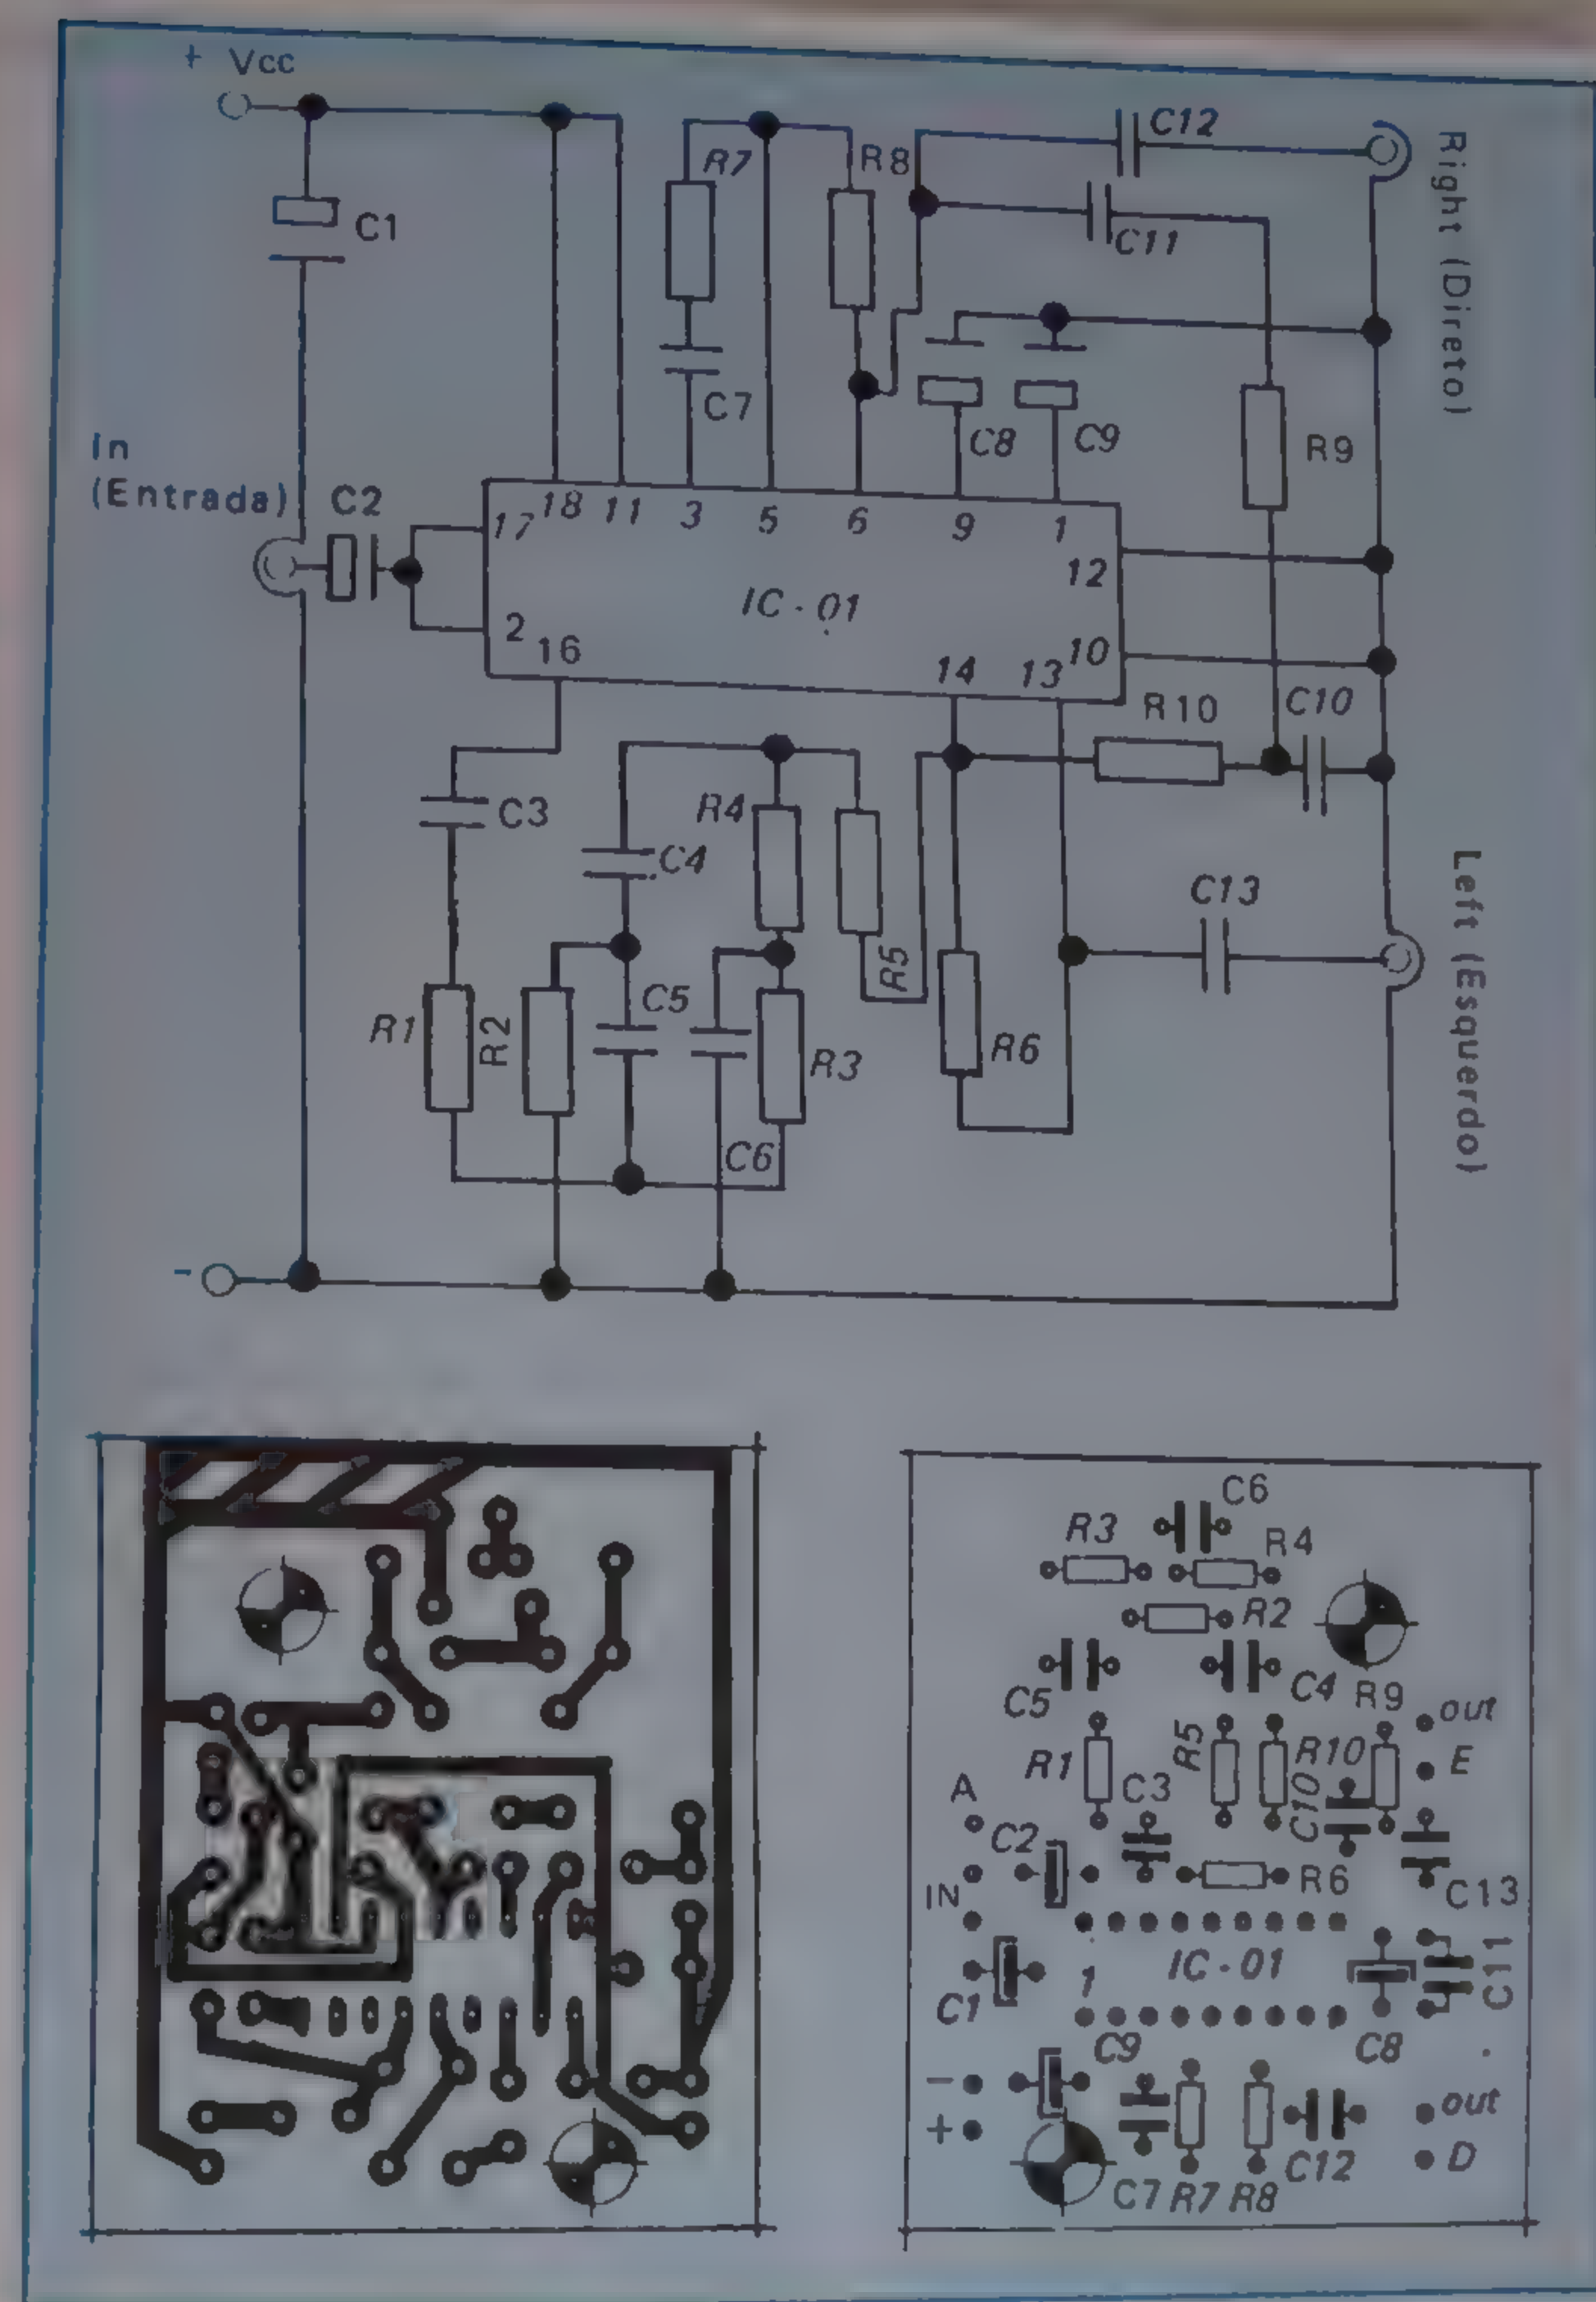 + Vcc
C1
R7
C7
R8
C12
C11
C8
C9
R9
Right (Direto)
In
(Entrada)
C2
17
18
11
3
5
6
9
1
12
IC - 01
2
16
14
13
10
R10
C10
C3
C4
R4
R5
C13
Left (Esquerdo)
R1
R2
C5
C6
R3
R6
-
C6
R3
R4
R2
C5
C4
R9
out
E
R1
R5
R10
C10
C3
A
C2
IN
R6
C13
IC - 01
1
C1
C11
C9
C8
-
+
out
D
C7
R7
R8
C12